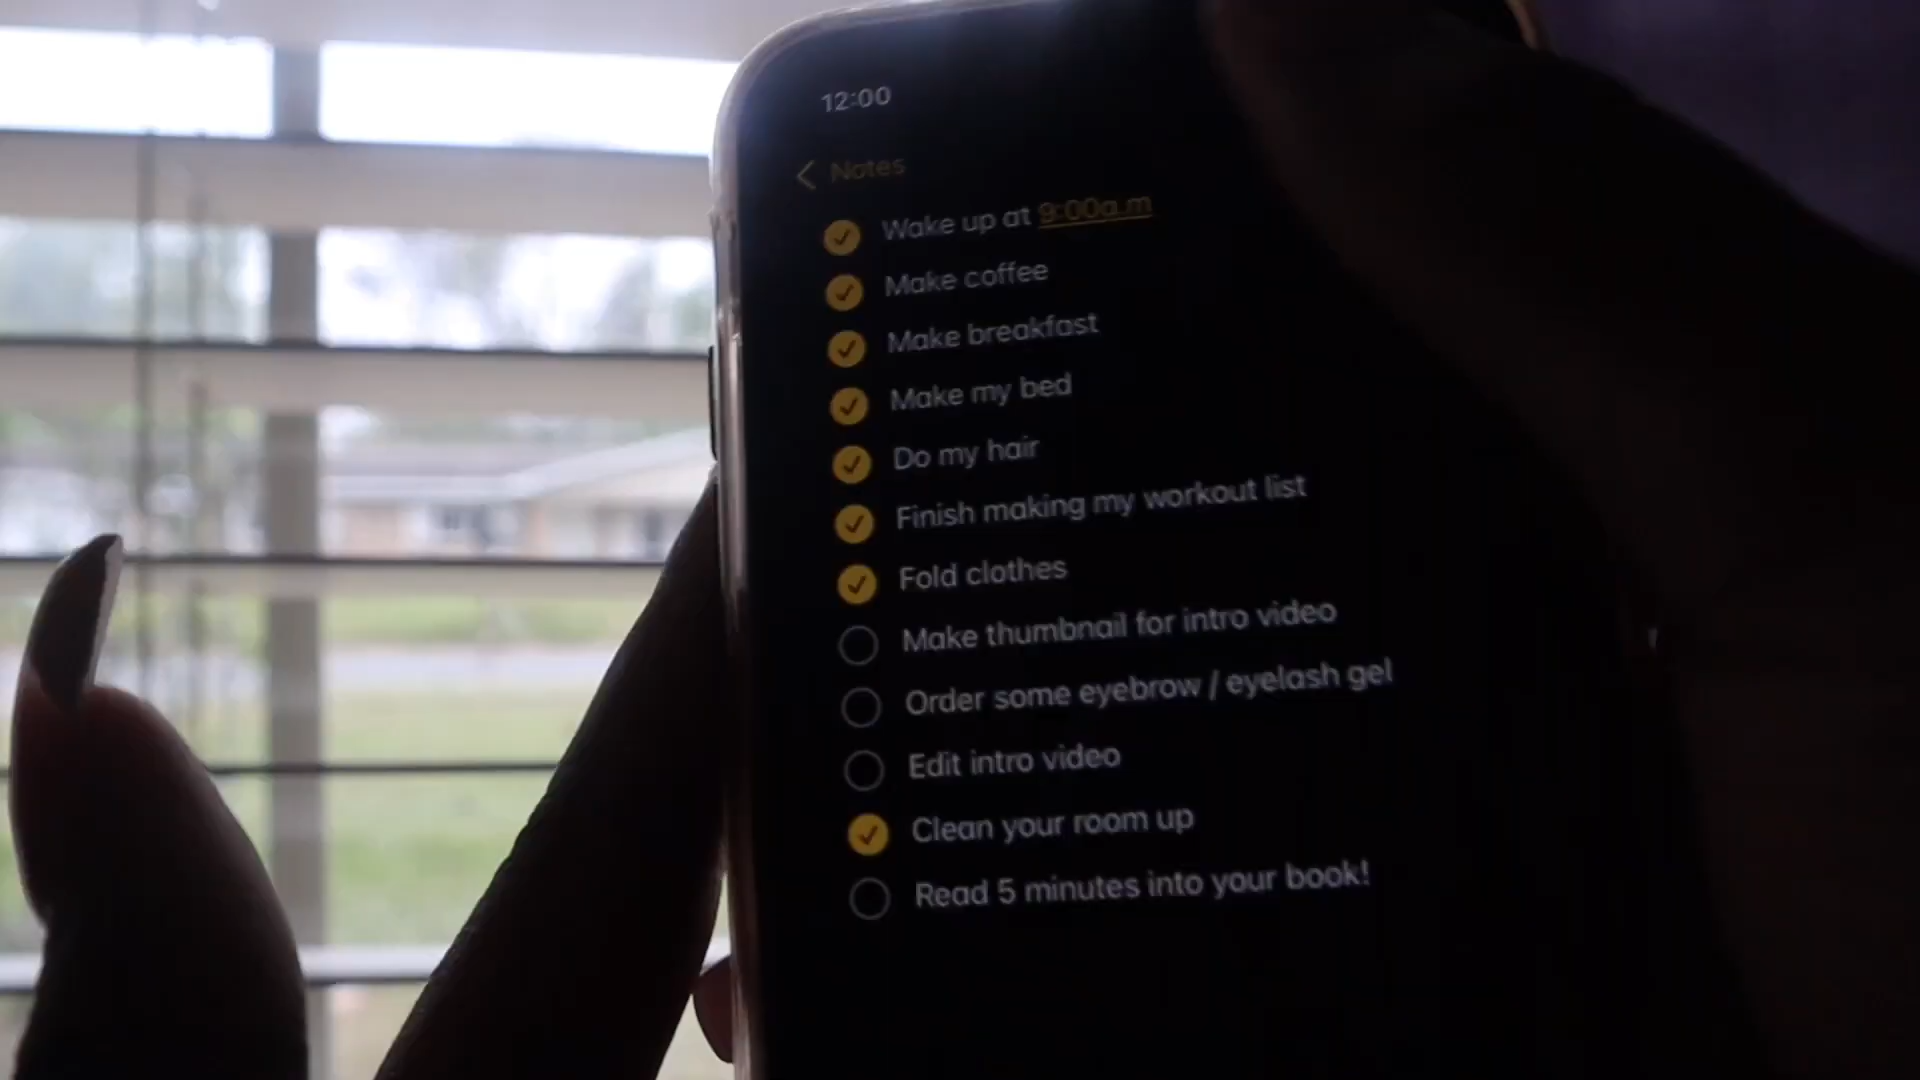 12:00
Notes
Wake up at 9:00a.m
Make coffee
Make breakfast
Make my bed
Do my hair
Finish making my workout list
Fold clothes
Make thumbnail for intro video
Order some eyebrow / eyelash gel
Edit intro video
Clean your room up
Read 5 minutes into your book!